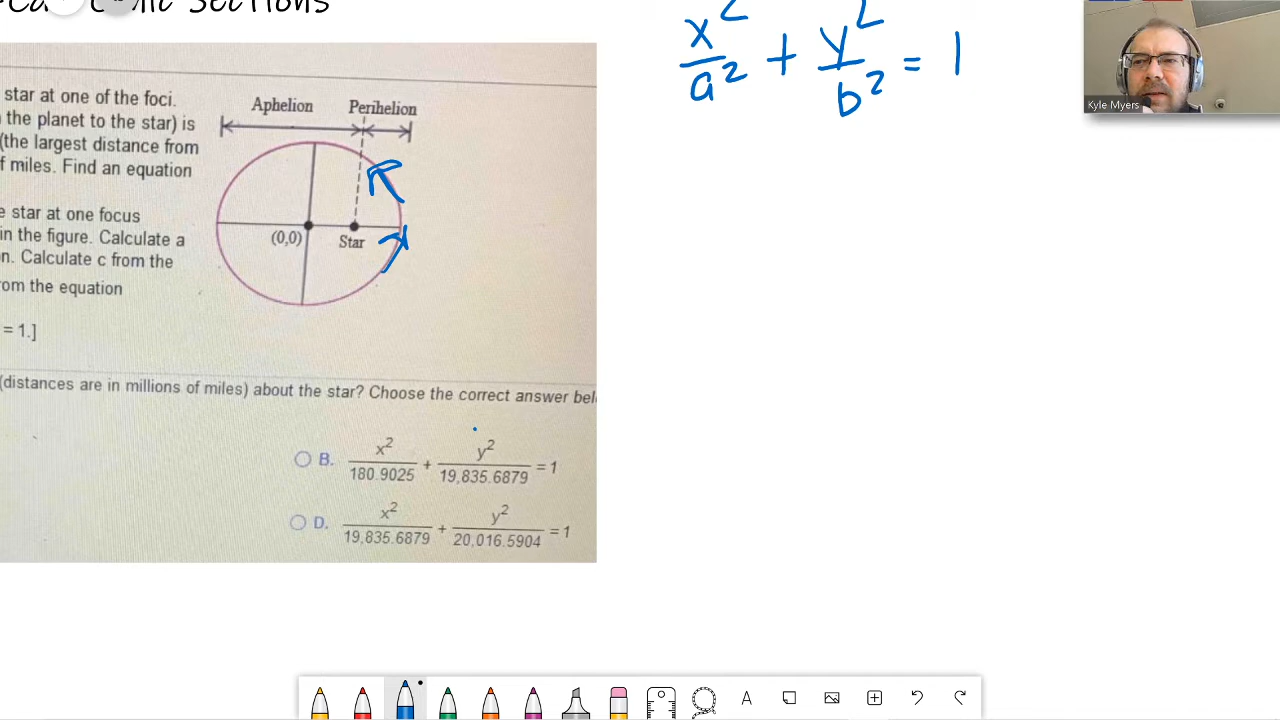 Conic Sections
x²/a² + y²/b² = 1
Kyle Myers
star at one of the foci.
the planet to the star) is
(the largest distance from
f miles. Find an equation
e star at one focus
in the figure. Calculate a
n. Calculate c from the
rom the equation
= 1.]
Aphelion Perihelion
(0,0) Star
(distances are in millions of miles) about the star? Choose the correct answer bel
B. x²/180.9025 + y²/19,835.6879 = 1
D. x²/19,835.6879 + y²/20,016.5904 = 1
A